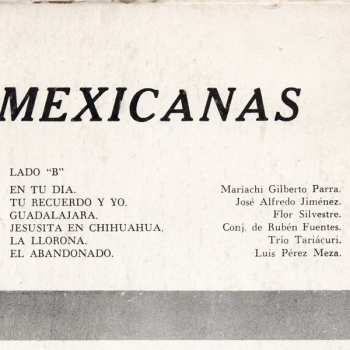 MEXICANAS
LADO "B"
EN TU DIA. Mariachi Gilberto Parra.
TU RECUERDO Y YO. José Alfredo Jiménez.
GUADALAJARA. Flor Silvestre.
JESUSITA EN CHIHUAHUA. Conj. de Rubén Fuentes.
LA LLORONA. Trío Tariácuri.
EL ABANDONADO. Luis Pérez Meza.